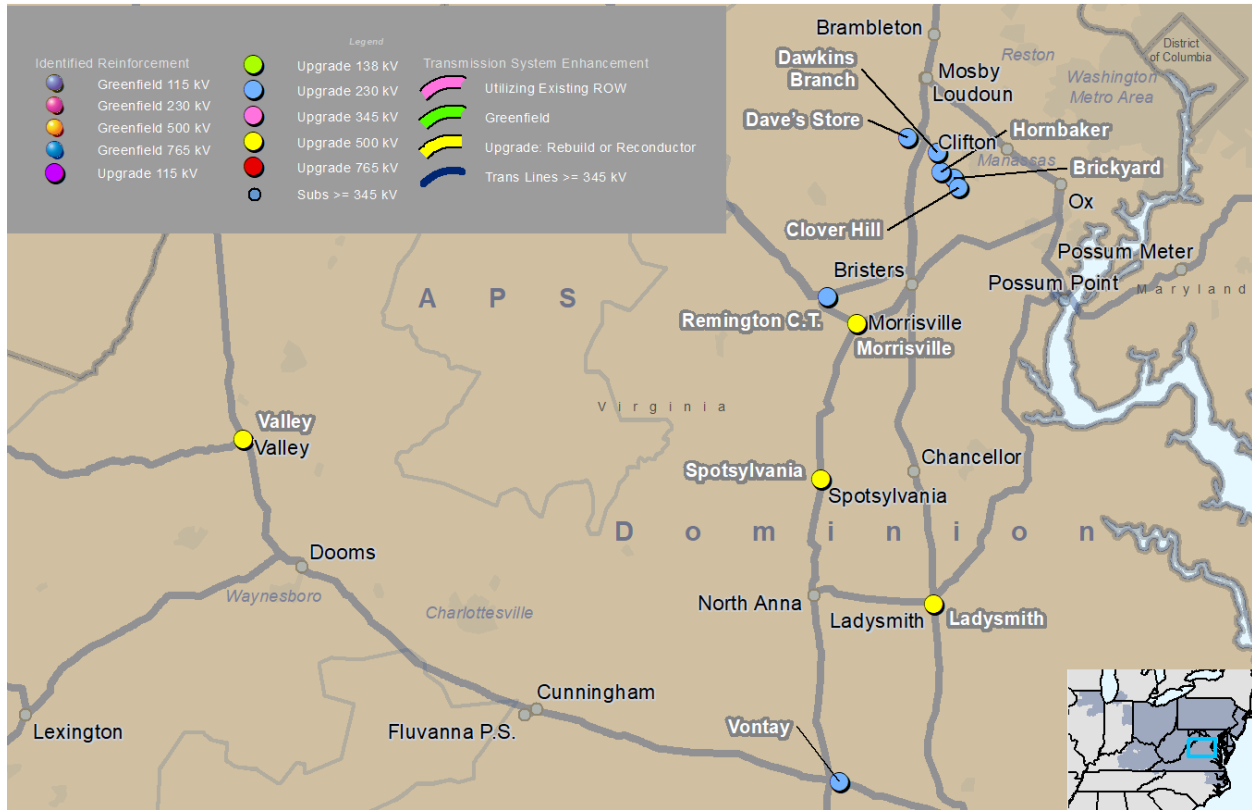 Legend
Identified Reinforcement
Greenfield 115 kV
Greenfield 230 kV
Greenfield 500 kV
Greenfield 765 kV
Upgrade 115 kV
Upgrade 138 kV
Upgrade 230 kV
Upgrade 345 kV
Upgrade 500 kV
Upgrade 765 kV
Subs >= 345 kV
Transmission System Enhancement
Utilizing Existing ROW
Greenfield
Upgrade: Rebuild or Reconductor
Trans Lines >= 345 kV
Brambleton
District
of Columbia
Reston
Dawkins
Branch
Mosby
Loudoun
Washington
Metro Area
Dave's Store
Hornbaker
Clifton
Manassas
Brickyard
Ox
Clover Hill
Possum Meter
Bristers
Possum Point
Maryland
A P S
Remington C.T.
Morrisville
Morrisville
Virginia
Valley
Valley
Chancellor
Spotsylvania
Spotsylvania
Dominion
Dooms
Waynesboro
Charlottesville
North Anna
Ladysmith
Ladysmith
Cunningham
Fluvanna P.S.
Lexington
Vontay